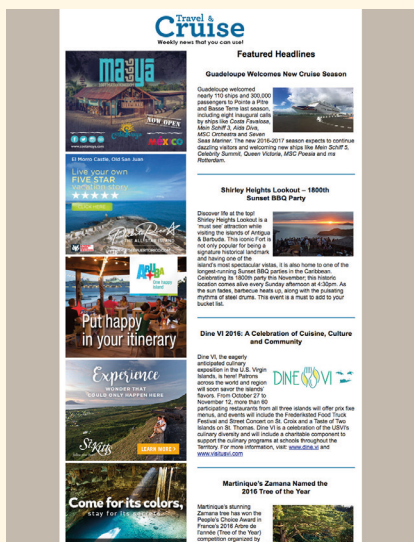 Travel &
Cruise
Weekly news that you can use!
maya
NOW OPEN
MÉXICO
El Morro Castle, Old San Juan
Live your own
FIVE STAR
vacation story.
CLICK HERE
Puerto Rico
THE ALL-STAR ISLAND
ARUBA
One happy
island
Put happy
in your itinerary
Experience
WONDER THAT
COULD ONLY HAPPEN HERE
St. Kitts
LEARN MORE >
Come for its colors,
stay for its secrets
Featured Headlines
Guadeloupe Welcomes New Cruise Season
Guadeloupe welcomed
nearly 110 ships and 300,000
passengers to Pointe a Pitre
and Basse Terre last season,
including eight inaugural calls
by ships like Costa Favolosa,
Mein Schiff 3, Aida Diva,
MSC Orchestra and Seven
Seas Mariner. The new 2016-2017 season expects to continue
dazzling visitors and welcoming new ships like Mein Schiff 5,
Celebrity Summit, Queen Victoria, MSC Poesia and ms
Rotterdam.
Shirley Heights Lookout – 1800th
Sunset BBQ Party
Discover life at the top!
Shirley Heights Lookout is a
'must see' attraction while
visiting the islands of Antigua
& Barbuda. This iconic Fort is
not only popular for being a
signature historical landmark
and having one of the
island's most spectacular vistas, it is also home to one of the
longest-running Sunset BBQ parties in the Caribbean.
Celebrating its 1800th party this November, this historic
location comes alive every Sunday afternoon at 4:30pm. As
the sun fades, barbecue heats up, along with the pulsating
rhythms of steel drums. This event is a must to add to your
bucket list.
Dine VI 2016: A Celebration of Cuisine, Culture
and Community
Dine VI, the eagerly
anticipated culinary
exposition in the U.S. Virgin
Islands, is here! Patrons
across the world and region
will soon savor the islands'
flavors. From October 27 to
November 12, more than 60
participating restaurants from all three islands will offer prix fixe
menus, and events will include the Frederiksted Food Truck
Festival and Street Concert on St. Croix and a Taste of Two
Islands on St. Thomas. Dine VI is a celebration of the USVI's
culinary diversity and will include a charitable component to
support the culinary programs at schools throughout the
Territory. For more information, visit: www.dine.vi and
www.visitusvi.com
DINE VI
Martinique's Zamana Named the
2016 Tree of the Year
Martinique's stunning
Zamana tree has won the
People's Choice Award in
France's 2016 Arbre de
l'année (Tree of the Year)
competition organized by